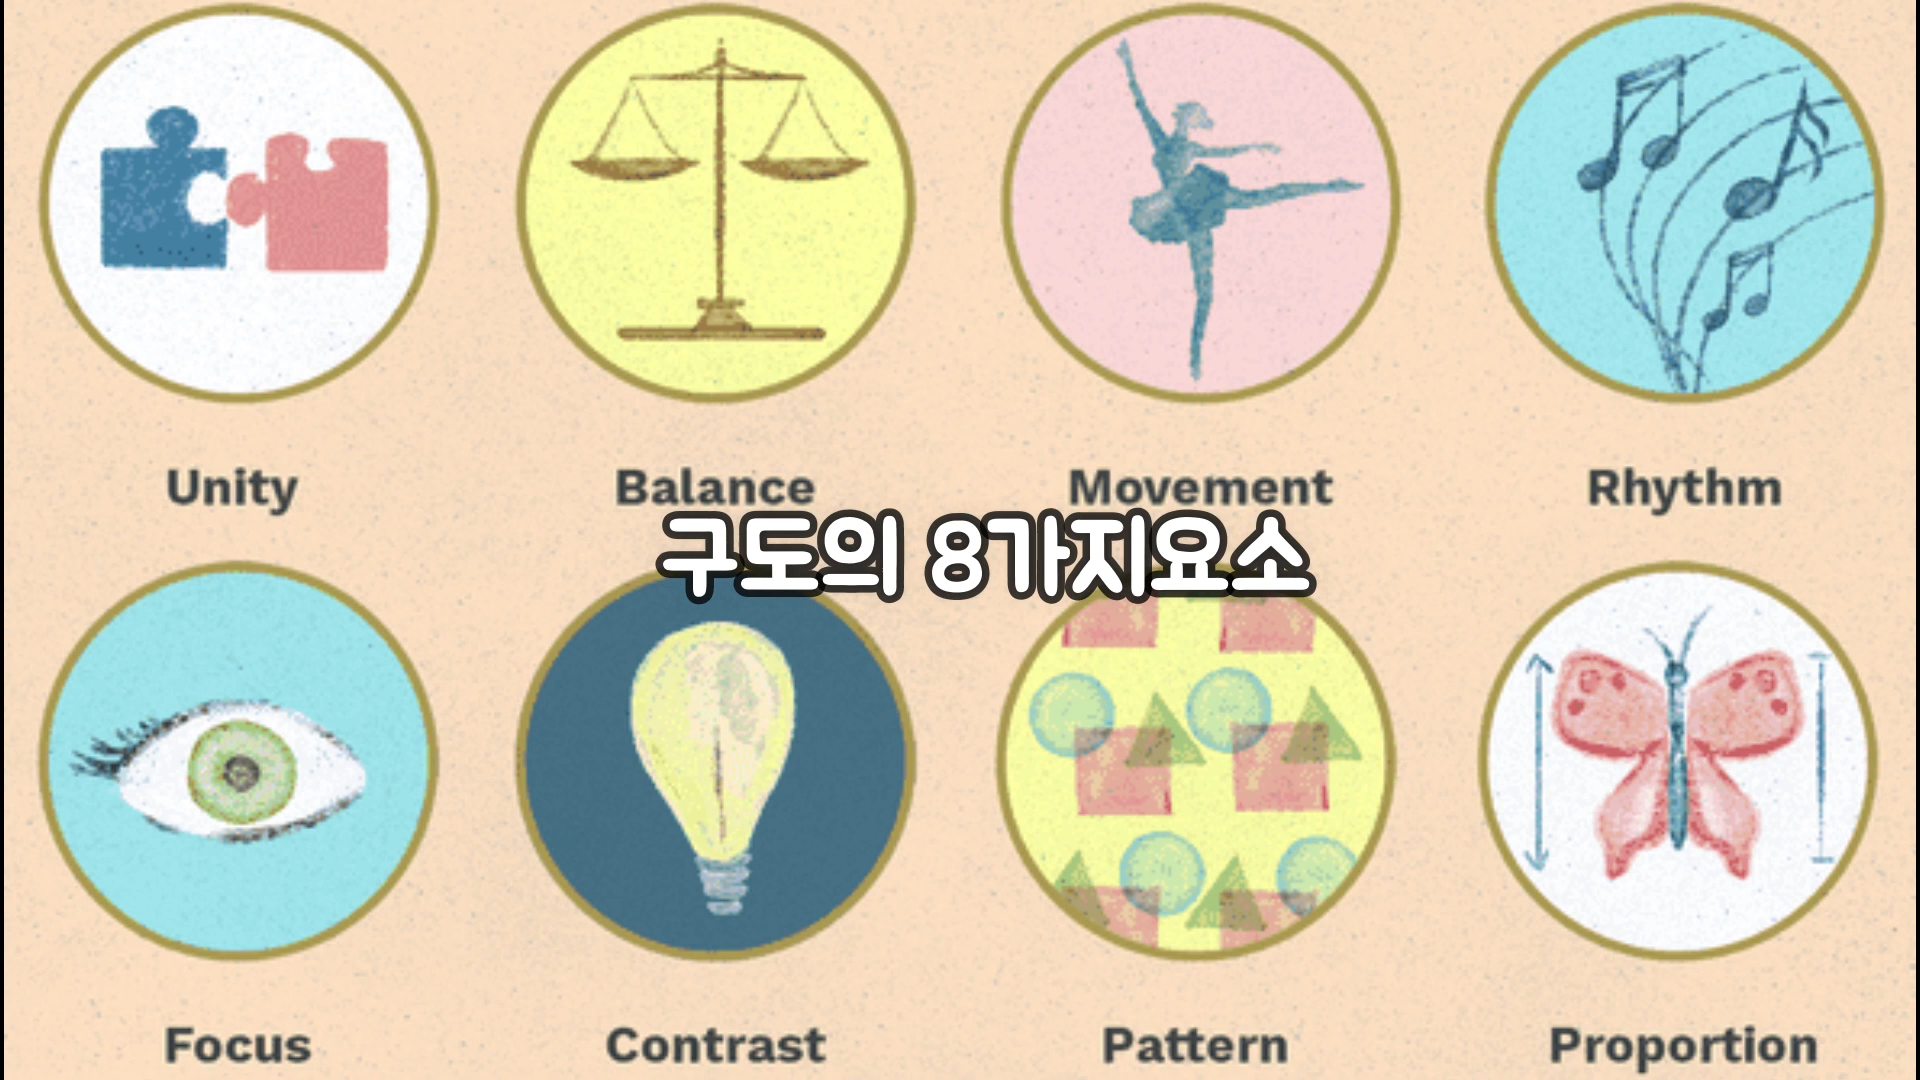 Unity Balance Movement Rhythm
구도의 8가지요소
Focus Contrast Pattern Proportion